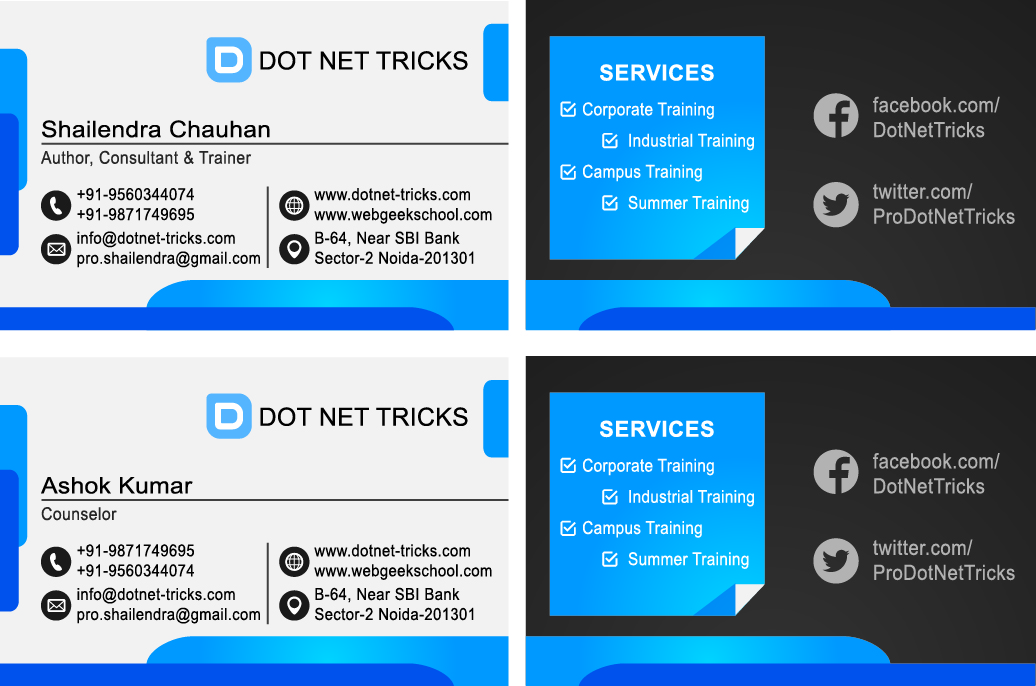 DOT NET TRICKS
Shailendra Chauhan
Author, Consultant & Trainer
+91-9560344074
+91-9871749695
info@dotnet-tricks.com
pro.shailendra@gmail.com
www.dotnet-tricks.com
www.webgeekschool.com
B-64, Near SBI Bank
Sector-2 Noida-201301
SERVICES
Corporate Training
Industrial Training
Campus Training
Summer Training
facebook.com/
DotNetTricks
twitter.com/
ProDotNetTricks
DOT NET TRICKS
Ashok Kumar
Counselor
+91-9871749695
+91-9560344074
info@dotnet-tricks.com
pro.shailendra@gmail.com
www.dotnet-tricks.com
www.webgeekschool.com
B-64, Near SBI Bank
Sector-2 Noida-201301
SERVICES
Corporate Training
Industrial Training
Campus Training
Summer Training
facebook.com/
DotNetTricks
twitter.com/
ProDotNetTricks